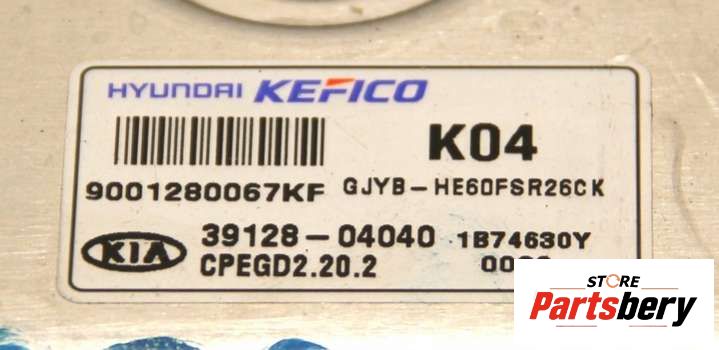 HYUNDAI KEFICO
K04
9001280067KF GJYB-HE60FSR26CK
KIA 39128-04040 1B74630Y
CPEGD2.20.2
STORE
Partsbery